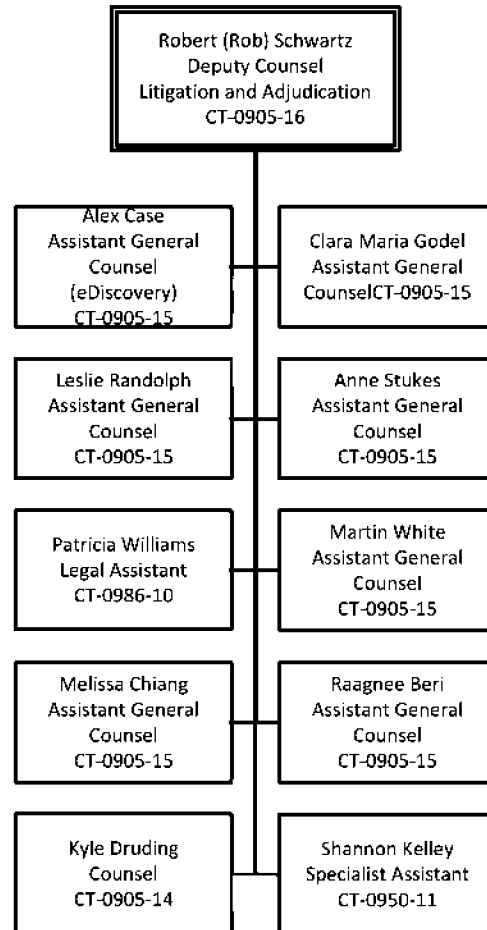 Robert (Rob) Schwartz
Deputy Counsel
Litigation and Adjudication
CT-0905-16
Alex Case
Assistant General
Counsel
(eDiscovery)
CT-0905-15
Clara Maria Godel
Assistant General
CounselCT-0905-15
Leslie Randolph
Assistant General
Counsel
CT-0905-15
Anne Stukes
Assistant General
Counsel
CT-0905-15
Patricia Williams
Legal Assistant
CT-0986-10
Martin White
Assistant General
Counsel
CT-0905-15
Melissa Chiang
Assistant General
Counsel
CT-0905-15
Raagnee Beri
Assistant General
Counsel
CT-0905-15
Kyle Druding
Counsel
CT-0905-14
Shannon Kelley
Specialist Assistant
CT-0950-11